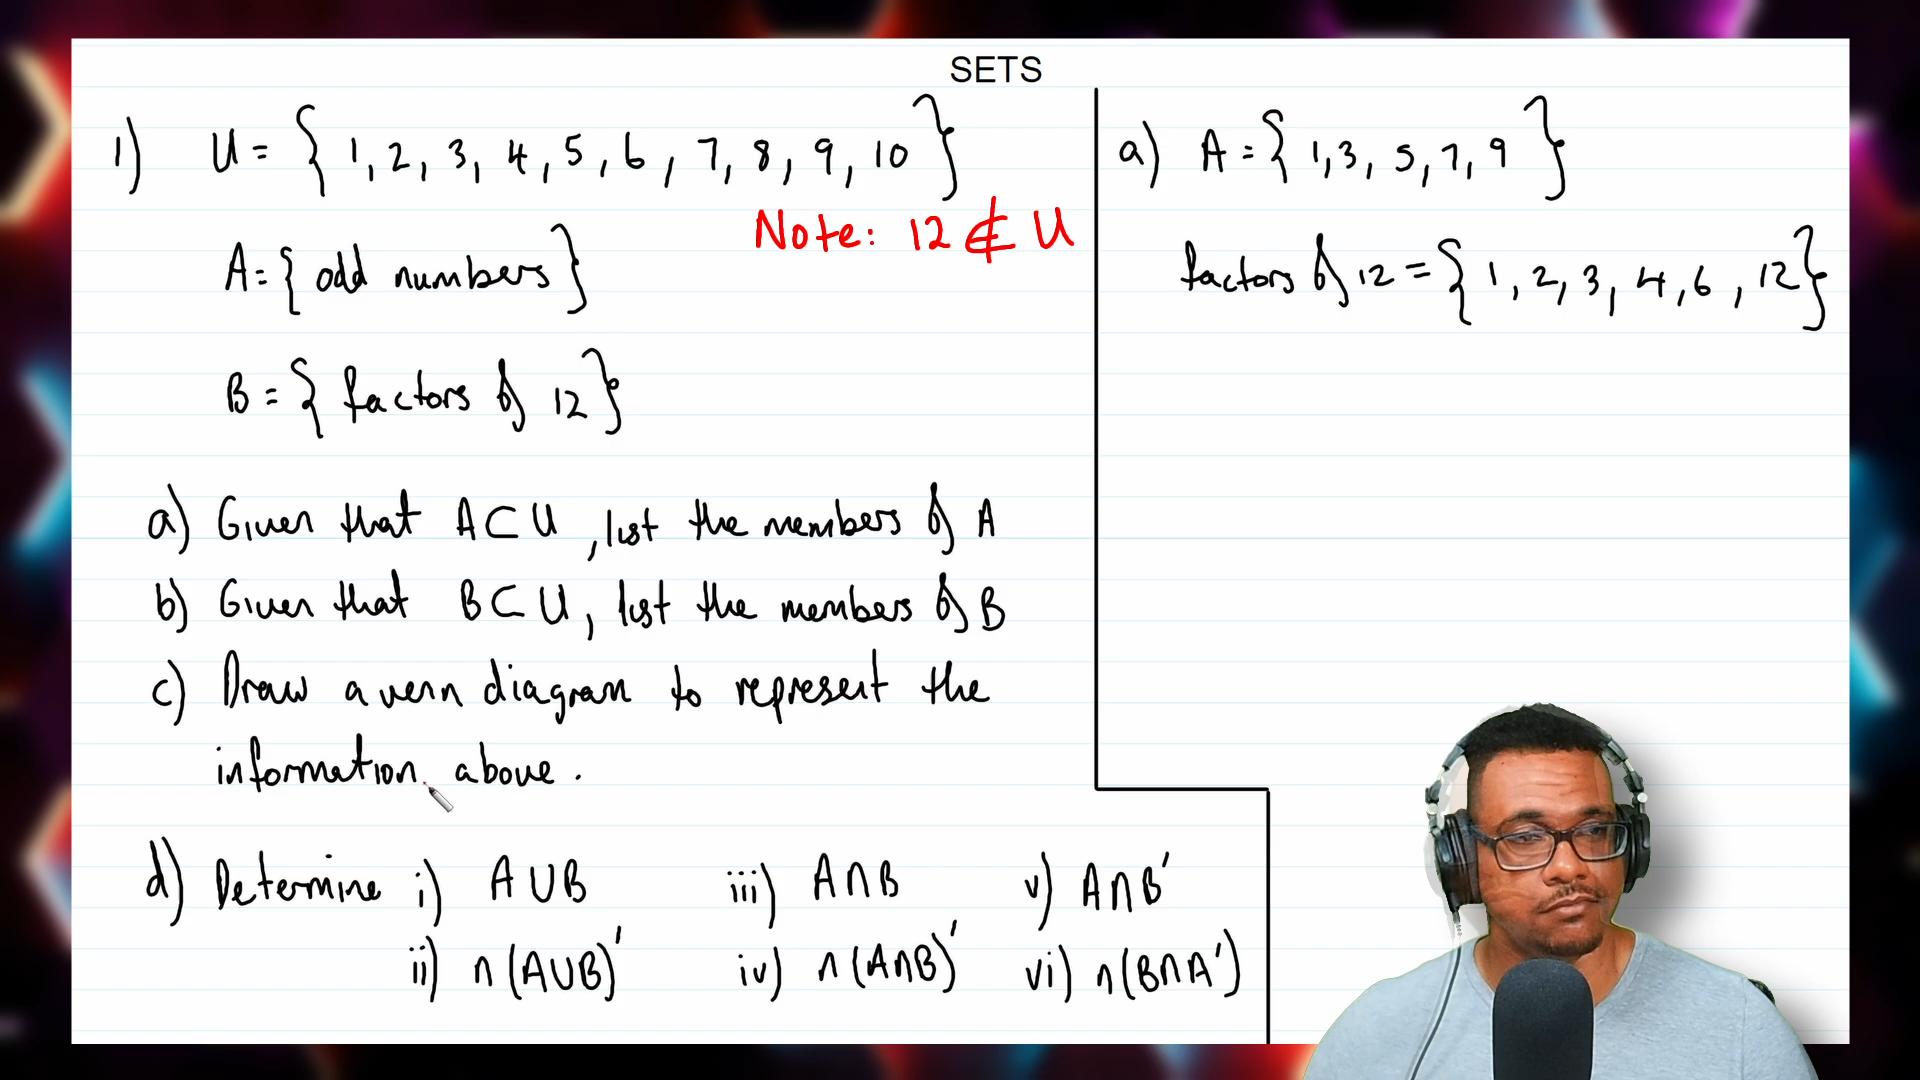 SETS
1) U = { 1, 2, 3, 4, 5, 6, 7, 8, 9, 10 }
Note: 12 ∉ U
A = { odd numbers }
B = { factors of 12 }
a) Given that A ⊂ U, list the members of A
b) Given that B ⊂ U, list the members of B
c) Draw a venn diagram to represent the
information above.
d) Determine i) A ∪ B iii) A ∩ B v) A ∩ B'
ii) n (A ∪ B)' iv) n (A ∩ B)' vi) n (B ∩ A')
a) A = { 1, 3, 5, 7, 9 }
factors of 12 = { 1, 2, 3, 4, 6, 12 }